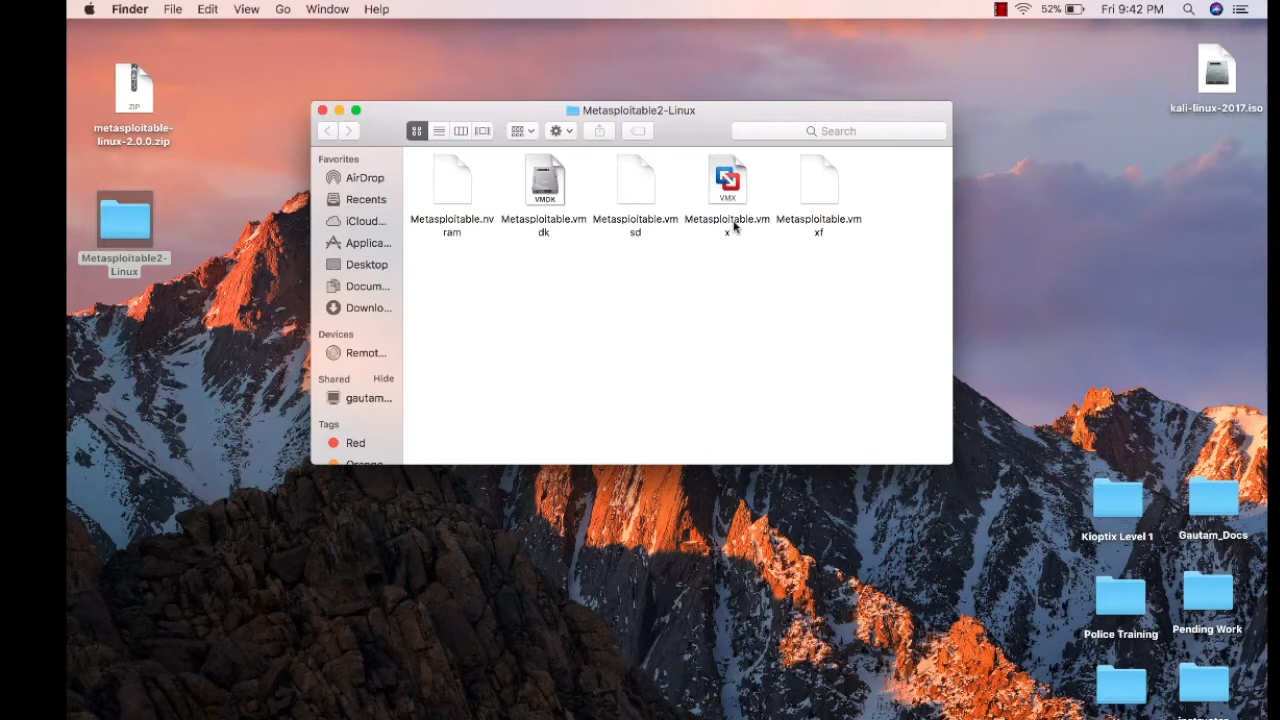 Finder File Edit View Go Window Help 52% Fri 9:42 PM
ZIP
metasploitable-
linux-2.0.0.zip
Metasploitable2-
Linux
kali-linux-2017.iso
Metasploitable2-Linux
Search
Favorites
AirDrop
Recents
iCloud...
Applica...
Desktop
Docum...
Downlo...
Devices
Remot...
Shared Hide
gautam...
Tags
Red
Orange
Metasploitable.nv
ram
VMDK
Metasploitable.vm
dk
Metasploitable.vm
sd
VMX
Metasploitable.vm
x
Metasploitable.vm
xf
Kioptix Level 1
Gautam_Docs
Police Training
Pending Work